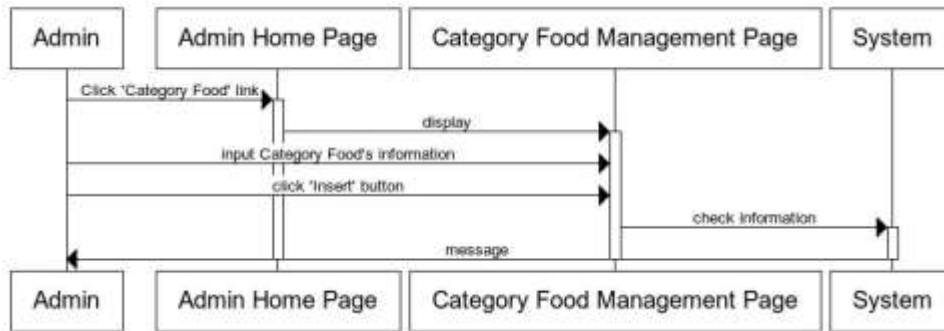 Admin
Admin Home Page
Category Food Management Page
System
Click 'Category Food' link
display
input Category Food's information
click 'Insert' button
check information
message
Admin
Admin Home Page
Category Food Management Page
System